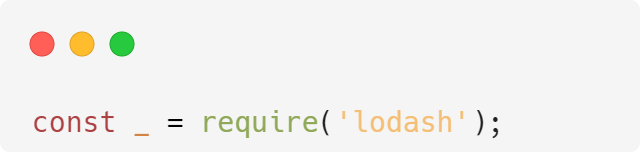 const _ = require('lodash');